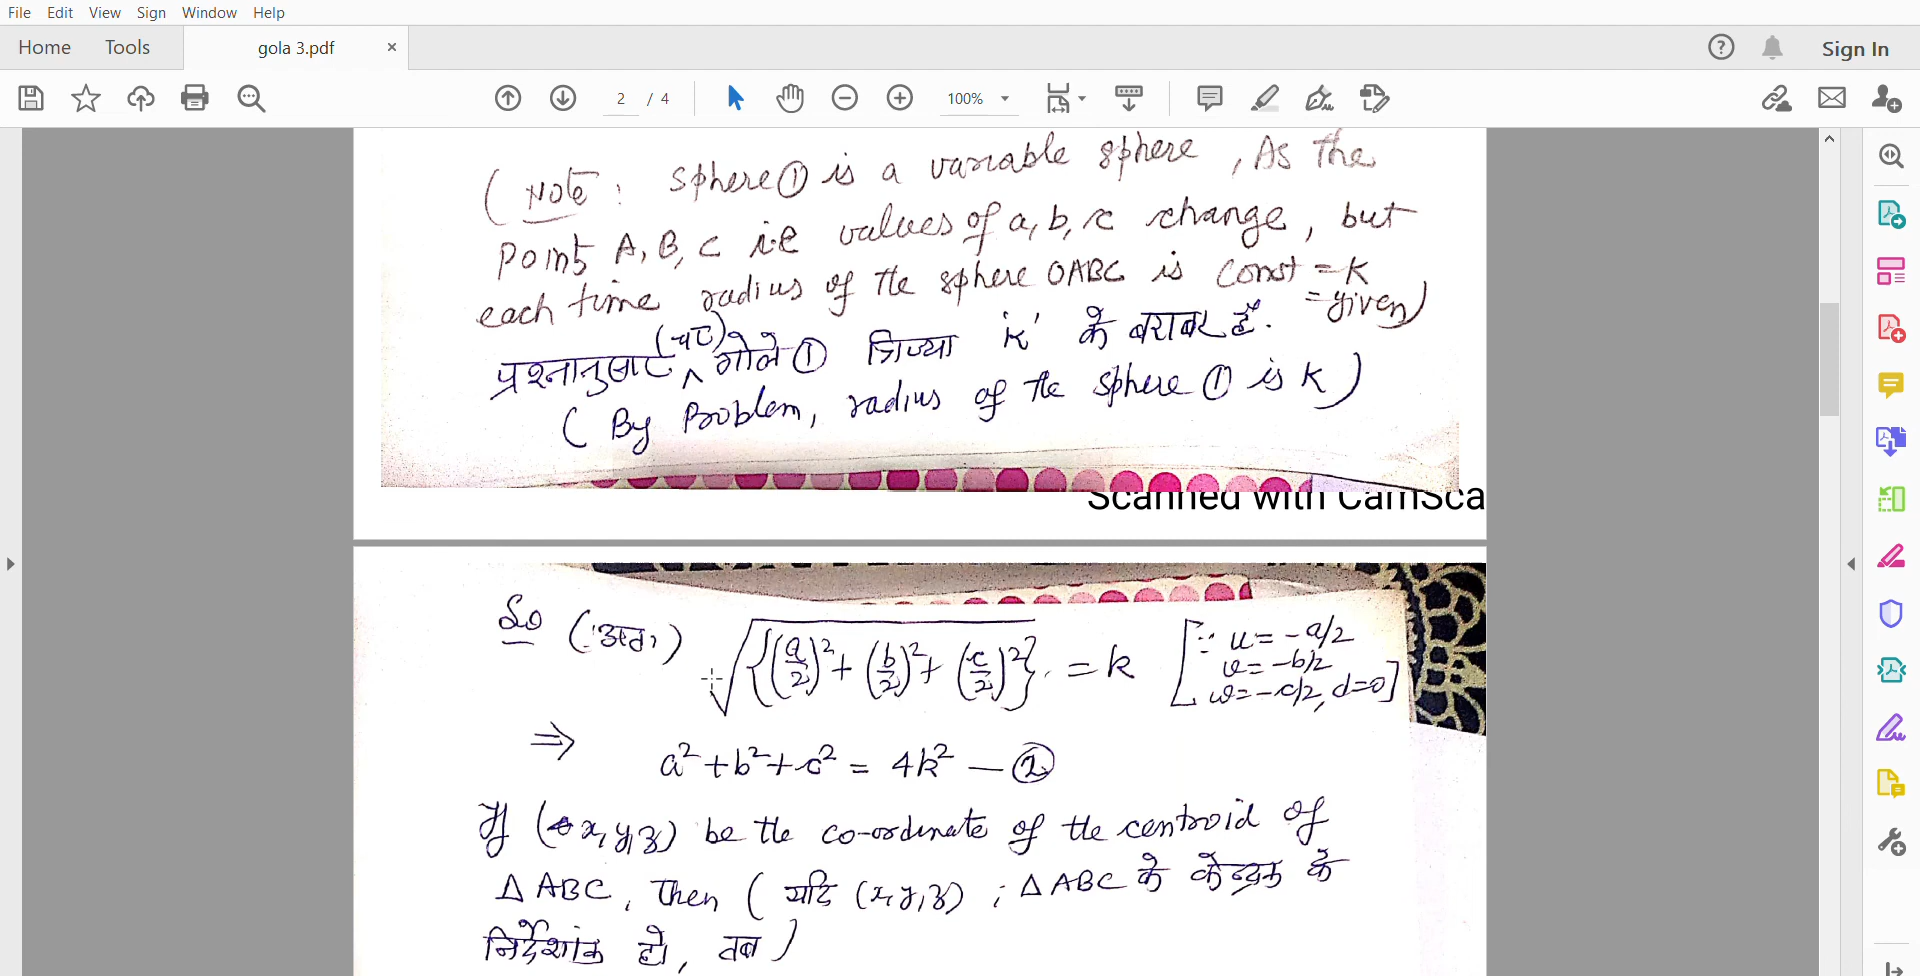 File Edit View Sign Window Help
Home Tools gola 3.pdf × Sign In
2 / 4 100%
( Note : Sphere ① is a variable sphere , As the
Point A, B, C i.e values of a, b, c change , but
each time radius of the sphere OABC is Const = k
= given)
प्रश्नानुसार (चर) गोले ① त्रिज्या 'k' के बराबर है.
( By Problem, radius of the sphere ① is k )
Scanned with CamSca
So (अतः) √{(a/2)²+(b/2)²+(c/2)²} = k [∵ u = -a/2
v = -b/2
w = -c/2, d=0]
⇒ a²+b²+c² = 4k² — ②
If (x, y, z) be the co-ordinate of the centroid of
Δ ABC, Then ( यदि (x, y, z) ; Δ ABC के केन्द्रक के
निर्देशांक हो, तब )